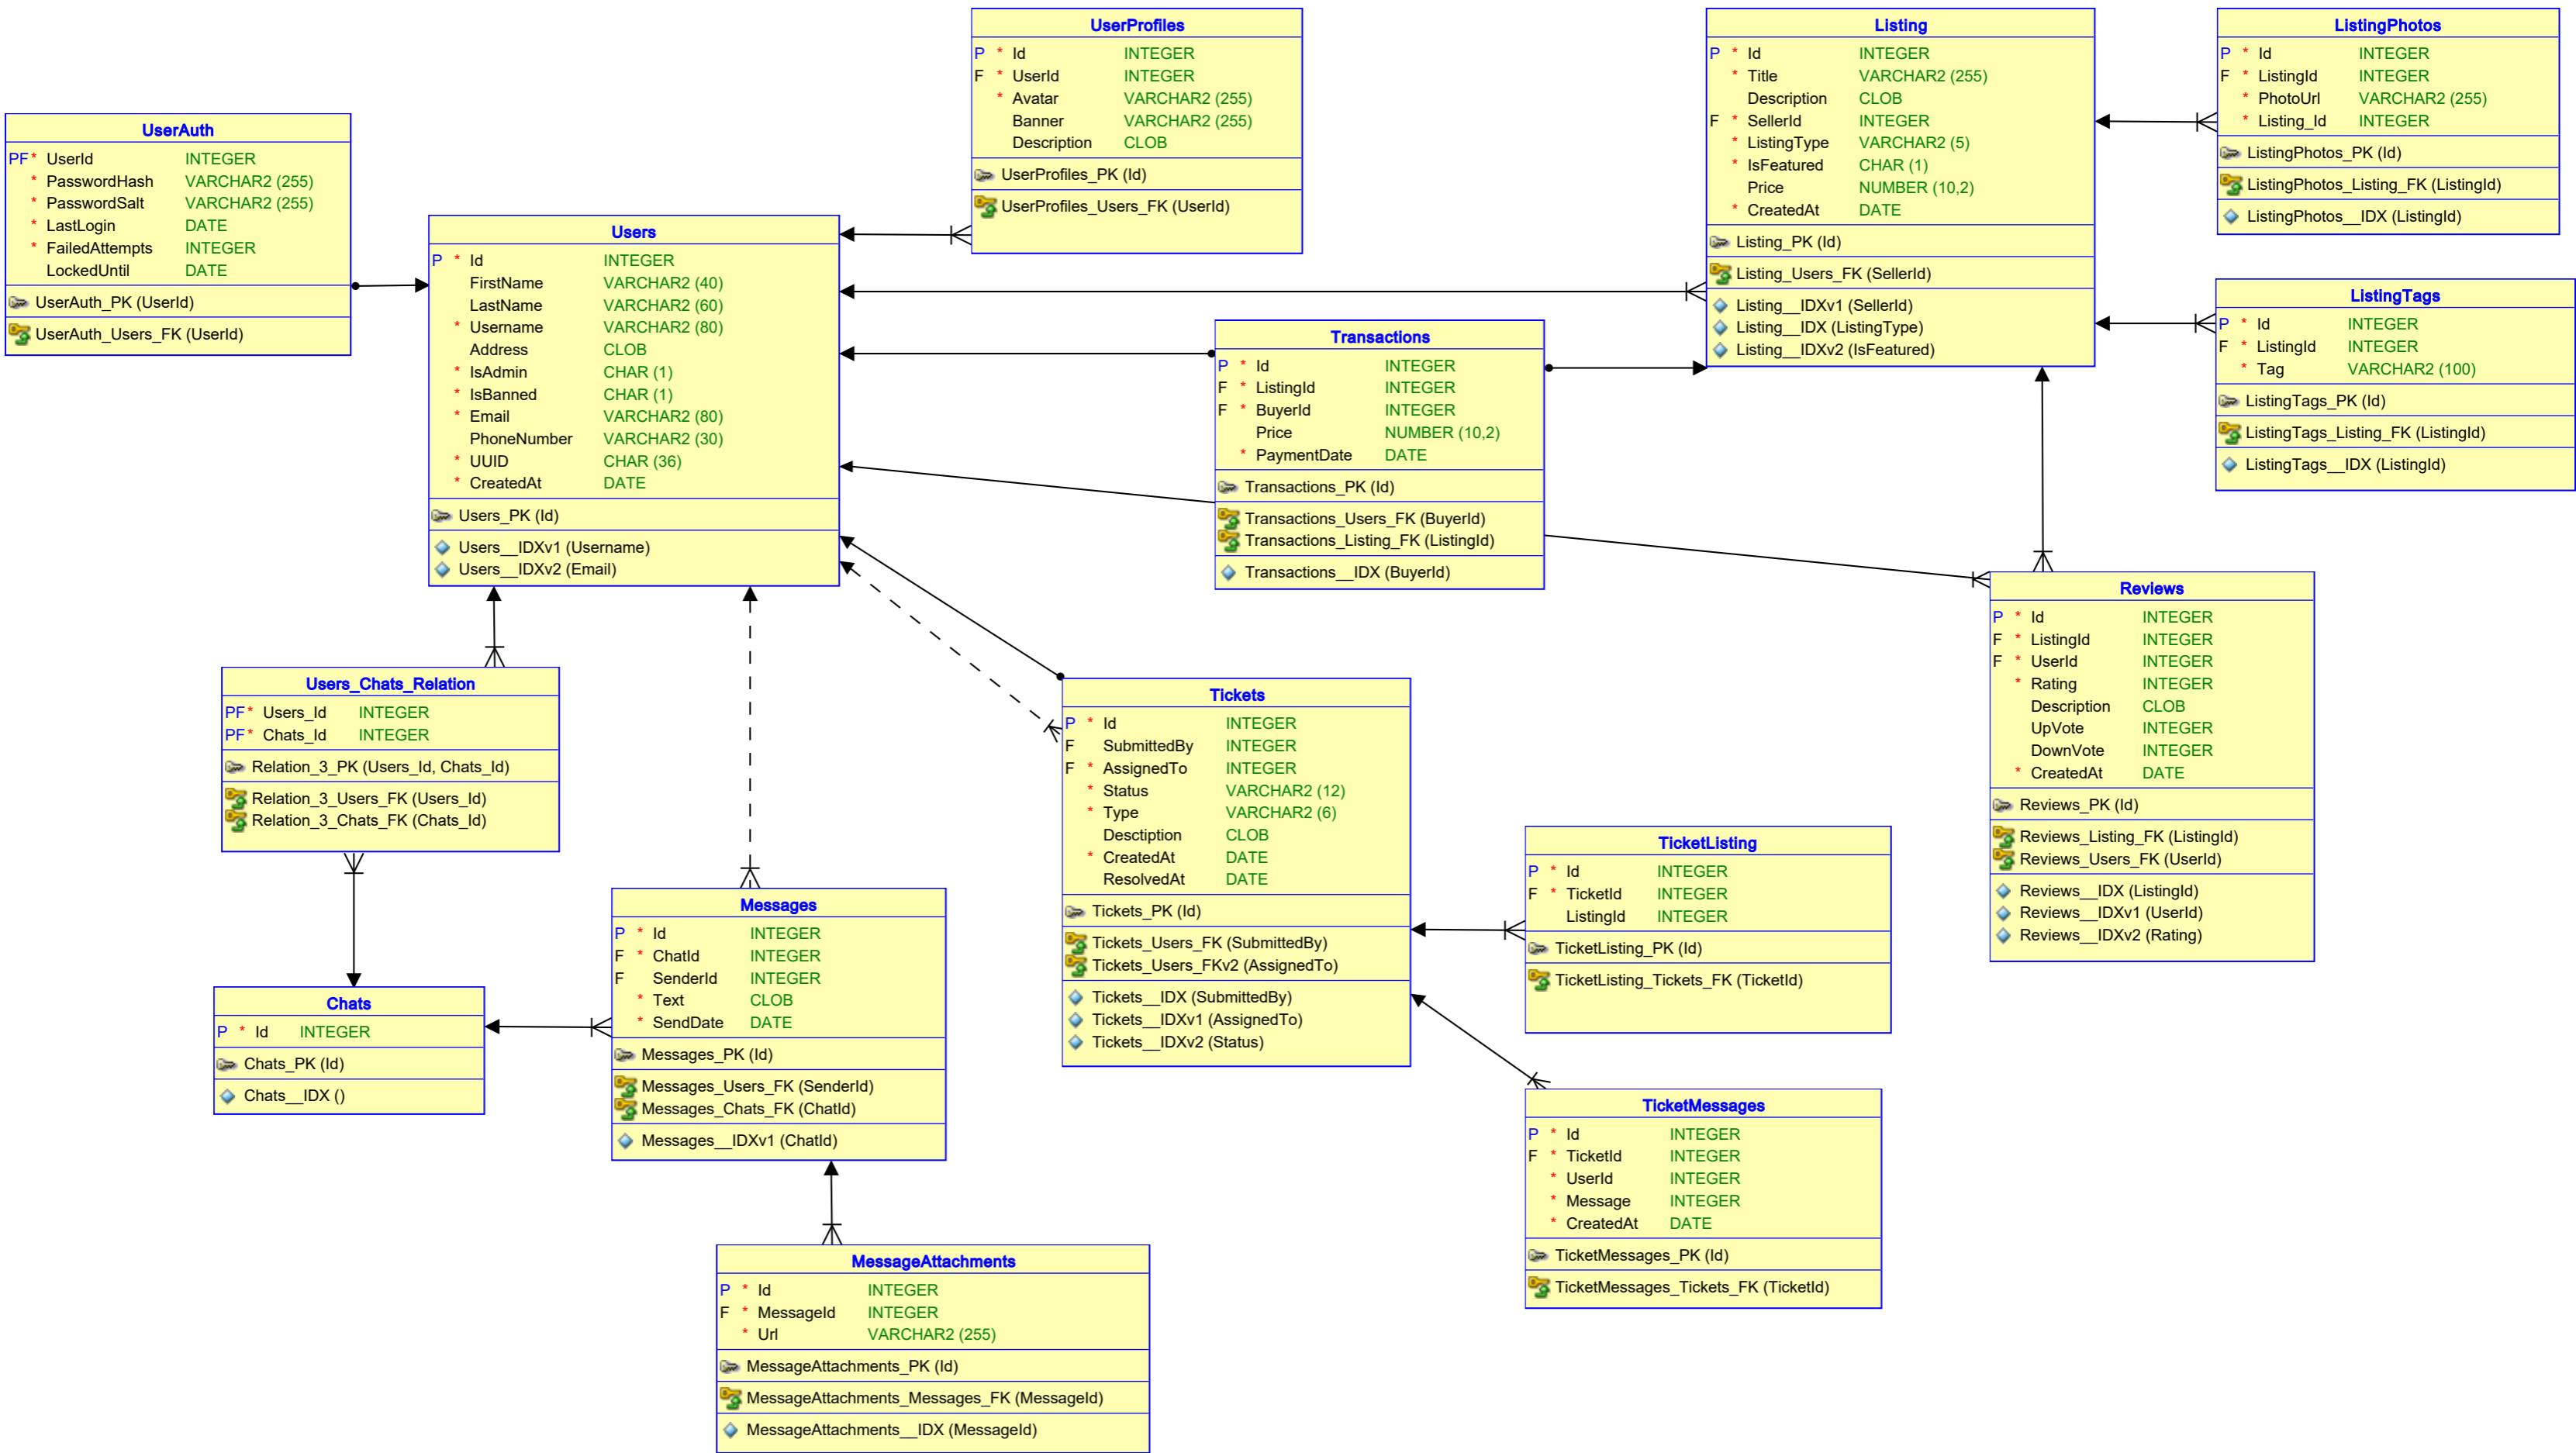 UserProfiles
P * Id INTEGER
F * UserId INTEGER
* Avatar VARCHAR2 (255)
Banner VARCHAR2 (255)
Description CLOB
UserProfiles_PK (Id)
UserProfiles_Users_FK (UserId)
Listing
P * Id INTEGER
* Title VARCHAR2 (255)
Description CLOB
F * SellerId INTEGER
* ListingType VARCHAR2 (5)
* IsFeatured CHAR (1)
Price NUMBER (10,2)
* CreatedAt DATE
Listing_PK (Id)
Listing_Users_FK (SellerId)
Listing__IDXv1 (SellerId)
Listing__IDX (ListingType)
Listing__IDXv2 (IsFeatured)
ListingPhotos
P * Id INTEGER
F * ListingId INTEGER
* PhotoUrl VARCHAR2 (255)
* Listing_Id INTEGER
ListingPhotos_PK (Id)
ListingPhotos_Listing_FK (ListingId)
ListingPhotos__IDX (ListingId)
UserAuth
PF * UserId INTEGER
* PasswordHash VARCHAR2 (255)
* PasswordSalt VARCHAR2 (255)
* LastLogin DATE
* FailedAttempts INTEGER
LockedUntil DATE
UserAuth_PK (UserId)
UserAuth_Users_FK (UserId)
Users
P * Id INTEGER
FirstName VARCHAR2 (40)
LastName VARCHAR2 (60)
* Username VARCHAR2 (80)
Address CLOB
* IsAdmin CHAR (1)
* IsBanned CHAR (1)
* Email VARCHAR2 (80)
PhoneNumber VARCHAR2 (30)
* UUID CHAR (36)
* CreatedAt DATE
Users_PK (Id)
Users__IDXv1 (Username)
Users__IDXv2 (Email)
Transactions
P * Id INTEGER
F * ListingId INTEGER
F * BuyerId INTEGER
Price NUMBER (10,2)
* PaymentDate DATE
Transactions_PK (Id)
Transactions_Users_FK (BuyerId)
Transactions_Listing_FK (ListingId)
Transactions__IDX (BuyerId)
ListingTags
P * Id INTEGER
F * ListingId INTEGER
* Tag VARCHAR2 (100)
ListingTags_PK (Id)
ListingTags_Listing_FK (ListingId)
ListingTags__IDX (ListingId)
Reviews
P * Id INTEGER
F * ListingId INTEGER
F * UserId INTEGER
* Rating INTEGER
Description CLOB
UpVote INTEGER
DownVote INTEGER
* CreatedAt DATE
Reviews_PK (Id)
Reviews_Listing_FK (ListingId)
Reviews_Users_FK (UserId)
Reviews__IDX (ListingId)
Reviews__IDXv1 (UserId)
Reviews__IDXv2 (Rating)
Users_Chats_Relation
PF * Users_Id INTEGER
PF * Chats_Id INTEGER
Relation_3_PK (Users_Id, Chats_Id)
Relation_3_Users_FK (Users_Id)
Relation_3_Chats_FK (Chats_Id)
Tickets
P * Id INTEGER
F SubmittedBy INTEGER
F * AssignedTo INTEGER
* Status VARCHAR2 (12)
* Type VARCHAR2 (6)
Desctiption CLOB
* CreatedAt DATE
ResolvedAt DATE
Tickets_PK (Id)
Tickets_Users_FK (SubmittedBy)
Tickets_Users_FKv2 (AssignedTo)
Tickets__IDX (SubmittedBy)
Tickets__IDXv1 (AssignedTo)
Tickets__IDXv2 (Status)
TicketListing
P * Id INTEGER
F * TicketId INTEGER
ListingId INTEGER
TicketListing_PK (Id)
TicketListing_Tickets_FK (TicketId)
Messages
P * Id INTEGER
F * ChatId INTEGER
F SenderId INTEGER
* Text CLOB
* SendDate DATE
Messages_PK (Id)
Messages_Users_FK (SenderId)
Messages_Chats_FK (ChatId)
Messages__IDXv1 (ChatId)
Chats
P * Id INTEGER
Chats_PK (Id)
Chats__IDX ()
TicketMessages
P * Id INTEGER
F * TicketId INTEGER
* UserId INTEGER
* Message INTEGER
* CreatedAt DATE
TicketMessages_PK (Id)
TicketMessages_Tickets_FK (TicketId)
MessageAttachments
P * Id INTEGER
F * MessageId INTEGER
* Url VARCHAR2 (255)
MessageAttachments_PK (Id)
MessageAttachments_Messages_FK (MessageId)
MessageAttachments__IDX (MessageId)